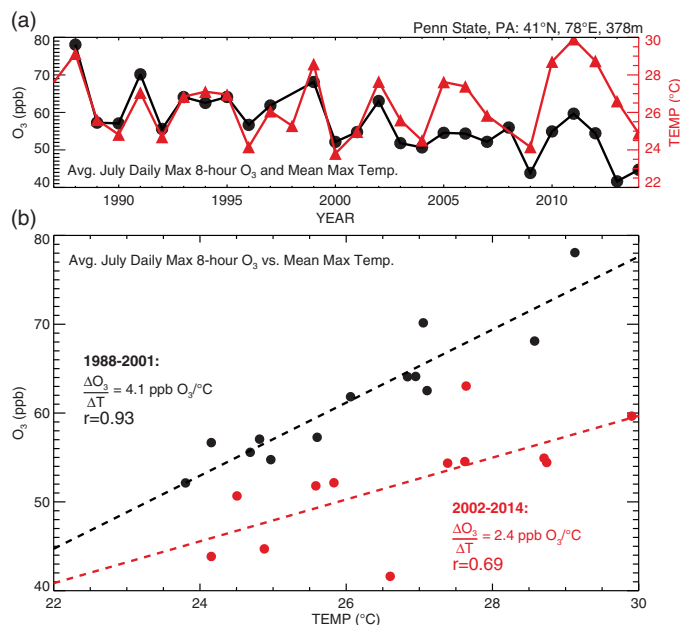 (a)
Penn State, PA: 41°N, 78°E, 378m
80
70
60
50
40
O₃ (ppb)
30
28
26
24
22
TEMP (°C)
Avg. July Daily Max 8-hour O₃ and Mean Max Temp.
1990 1995 2000 2005 2010
YEAR
(b)
80
70
60
50
40
O₃ (ppb)
Avg. July Daily Max 8-hour O₃ vs. Mean Max Temp.
1988-2001:
ΔO₃/ΔT = 4.1 ppb O₃/°C
r=0.93
2002-2014:
ΔO₃/ΔT = 2.4 ppb O₃/°C
r=0.69
22 24 26 28 30
TEMP (°C)